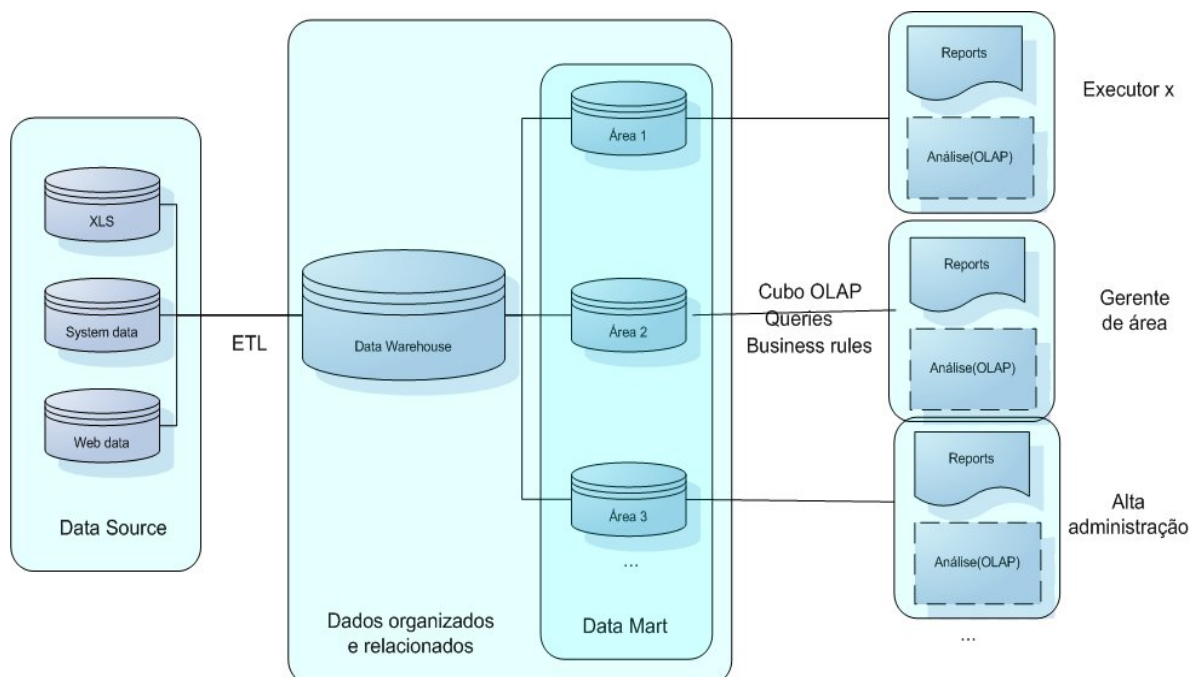 XLS
System data
Web data
Data Source
ETL
Data Warehouse
Dados organizados
e relacionados
Área 1
Área 2
Área 3
...
Data Mart
Cubo OLAP
Queries
Business rules
Reports
Análise(OLAP)
Executor x
Reports
Análise(OLAP)
Gerente
de área
Reports
Análise(OLAP)
Alta
administração
...